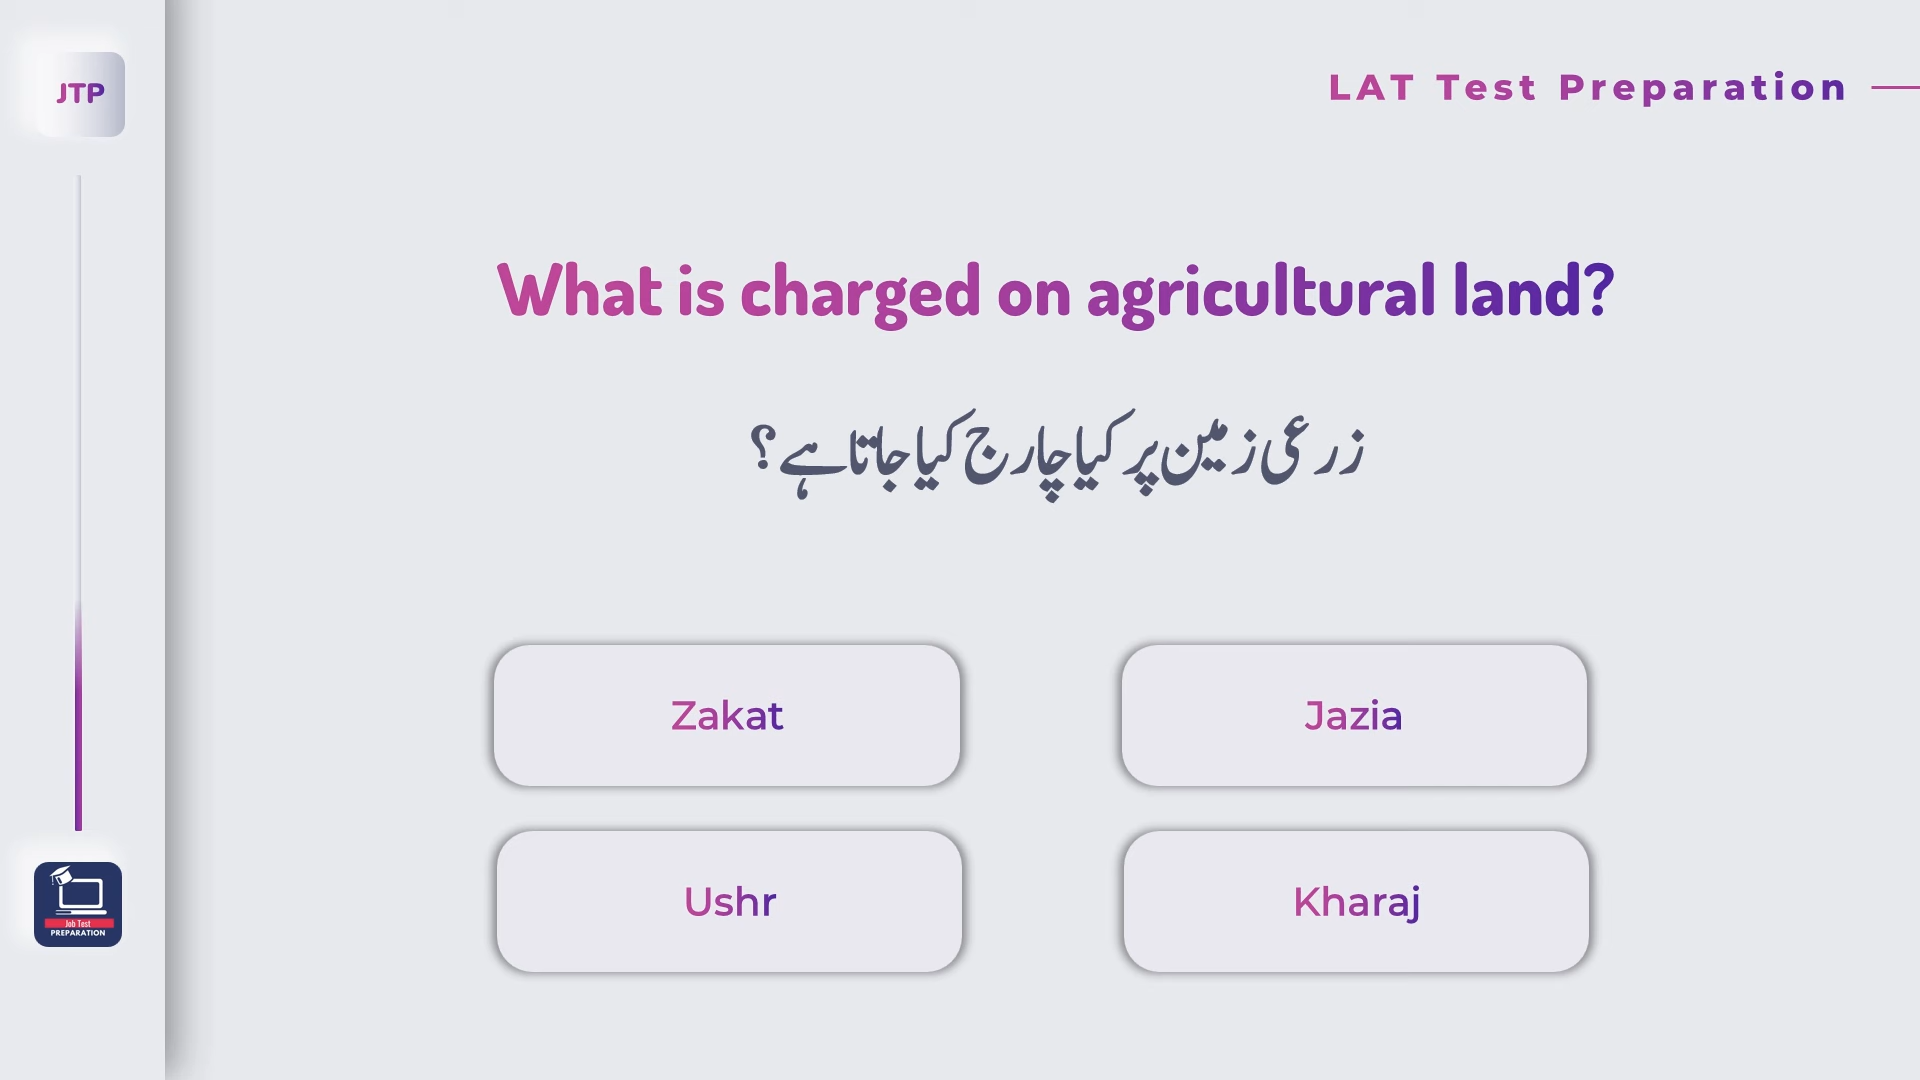 JTP
LAT Test Preparation
What is charged on agricultural land?
زرعی زمین پر کیا چارج کیا جاتا ہے؟
Zakat
Jazia
Ushr
Kharaj
Job Test
PREPARATION